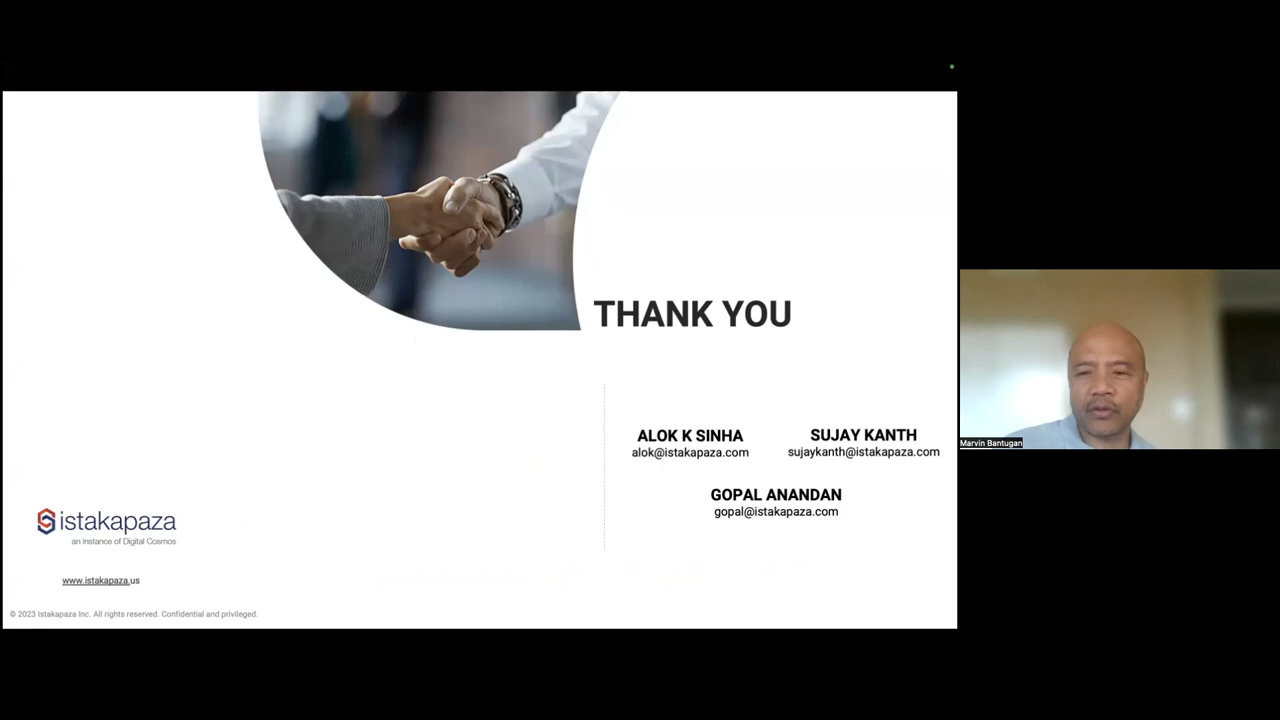 THANK YOU
ALOK K SINHA
alok@istakapaza.com
SUJAY KANTH
sujaykanth@istakapaza.com
GOPAL ANANDAN
gopal@istakapaza.com
istakapaza
an instance of Digital Cosmos
www.istakapaza.us
© 2023 Istakapaza Inc. All rights reserved. Confidential and privileged.
Marvin Bantugan